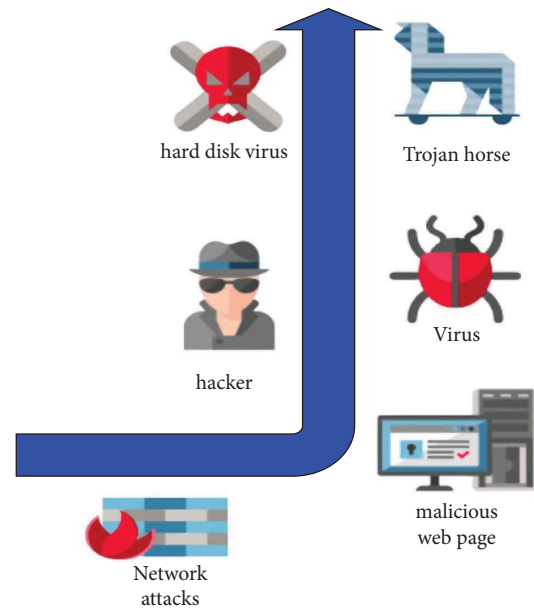 hard disk virus
Trojan horse
hacker
Virus
malicious
web page
Network
attacks